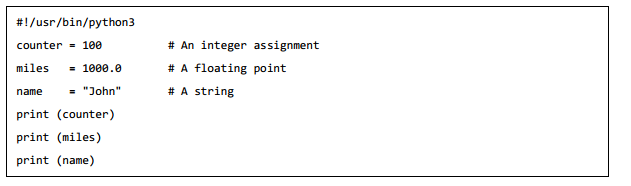 #!/usr/bin/python3
counter = 100          # An integer assignment
miles   = 1000.0       # A floating point
name    = "John"       # A string
print (counter)
print (miles)
print (name)